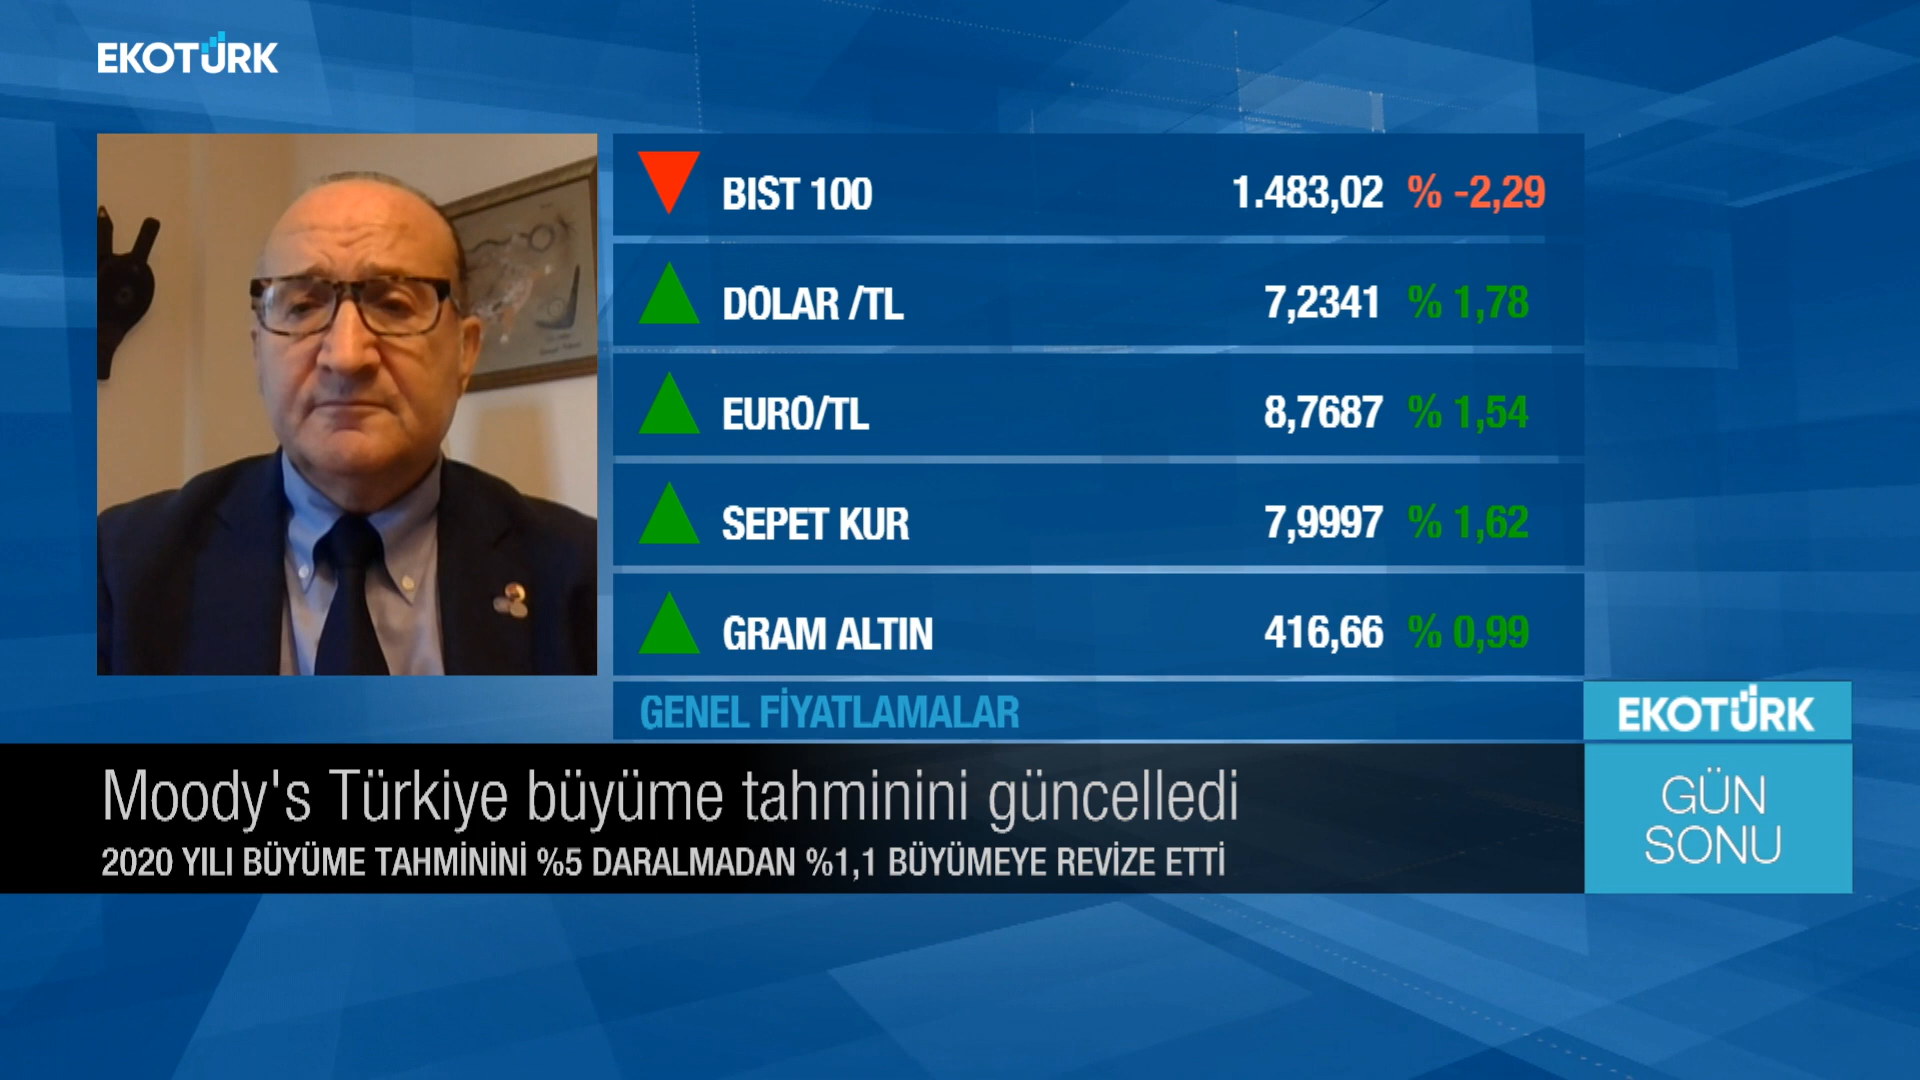 EKOTÜRK
BIST 100 1.483,02 % -2,29
DOLAR /TL 7,2341 % 1,78
EURO/TL 8,7687 % 1,54
SEPET KUR 7,9997 % 1,62
GRAM ALTIN 416,66 % 0,99
GENEL FİYATLAMALAR
EKOTÜRK
Moody's Türkiye büyüme tahminini güncelledi
2020 YILI BÜYÜME TAHMİNİNİ %5 DARALMADAN %1,1 BÜYÜMEYE REVİZE ETTİ
GÜN
SONU